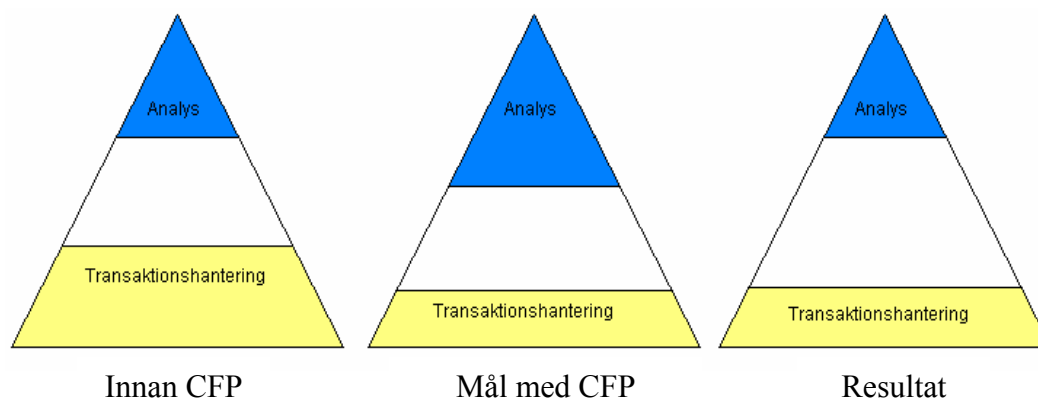 Analys
Transaktionshantering
Innan CFP
Analys
Transaktionshantering
Mål med CFP
Analys
Transaktionshantering
Resultat